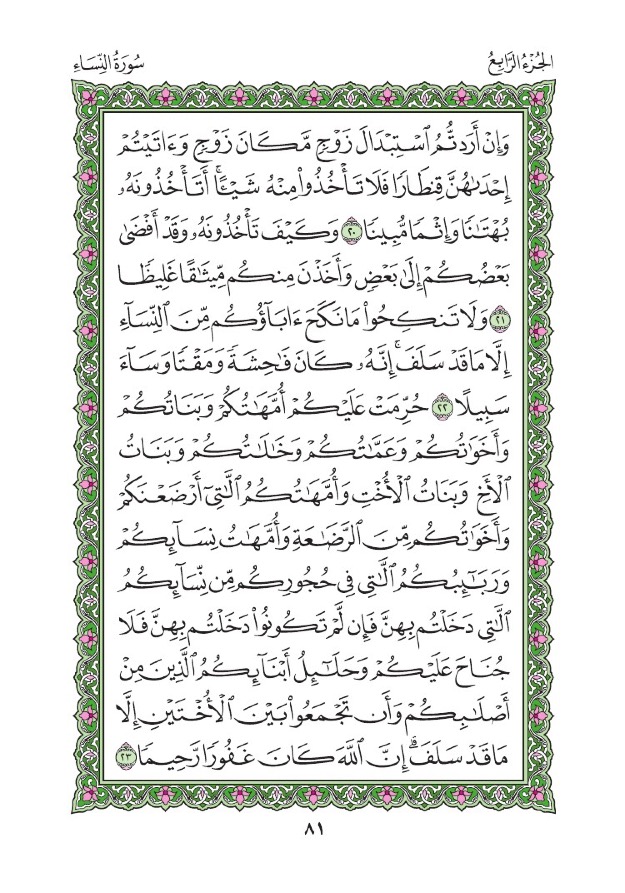 الجُزْءُ الرَّابِعُ
سُورَةُ النِّسَاءِ
وَإِنْ أَرَدتُّمُ ٱسْتِبْدَالَ زَوْجٍ مَّكَانَ زَوْجٍ وَءَاتَيْتُمْ
إِحْدَىٰهُنَّ قِنطَارًا فَلَا تَأْخُذُوا۟ مِنْهُ شَيْـًٔا ۚ أَتَأْخُذُونَهُۥ
بُهْتَـٰنًا وَإِثْمًا مُّبِينًا ٢٠ وَكَيْفَ تَأْخُذُونَهُۥ وَقَدْ أَفْضَىٰ
بَعْضُكُمْ إِلَىٰ بَعْضٍ وَأَخَذْنَ مِنكُم مِّيثَـٰقًا غَلِيظًا
٢١ وَلَا تَنكِحُوا۟ مَا نَكَحَ ءَابَآؤُكُم مِّنَ ٱلنِّسَآءِ
إِلَّا مَا قَدْ سَلَفَ ۚ إِنَّهُۥ كَانَ فَـٰحِشَةً وَمَقْتًا وَسَآءَ
سَبِيلًا ٢٢ حُرِّمَتْ عَلَيْكُمْ أُمَّهَـٰتُكُمْ وَبَنَاتُكُمْ
وَأَخَوَٰتُكُمْ وَعَمَّـٰتُكُمْ وَخَـٰلَـٰتُكُمْ وَبَنَاتُ
ٱلْأَخِ وَبَنَاتُ ٱلْأُخْتِ وَأُمَّهَـٰتُكُمُ ٱلَّـٰتِىٓ أَرْضَعْنَكُمْ
وَأَخَوَٰتُكُم مِّنَ ٱلرَّضَـٰعَةِ وَأُمَّهَـٰتُ نِسَآئِكُمْ
وَرَبَـٰٓئِبُكُمُ ٱلَّـٰتِى فِى حُجُورِكُم مِّن نِّسَآئِكُمُ
ٱلَّـٰتِى دَخَلْتُم بِهِنَّ فَإِن لَّمْ تَكُونُوا۟ دَخَلْتُم بِهِنَّ فَلَا
جُنَاحَ عَلَيْكُمْ وَحَلَـٰٓئِلُ أَبْنَآئِكُمُ ٱلَّذِينَ مِنْ
أَصْلَـٰبِكُمْ وَأَن تَجْمَعُوا۟ بَيْنَ ٱلْأُخْتَيْنِ إِلَّا
مَا قَدْ سَلَفَ ۗ إِنَّ ٱللَّهَ كَانَ غَفُورًا رَّحِيمًا ٢٣
٨١